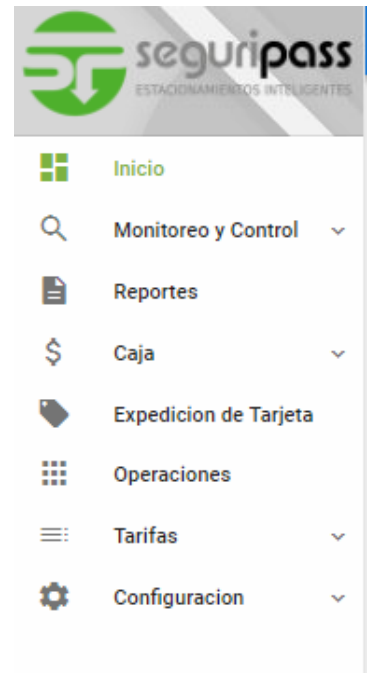 seguripass
ESTACIONAMIENTOS INTELIGENTES
Inicio
Monitoreo y Control
Reportes
Caja
Expedicion de Tarjeta
Operaciones
Tarifas
Configuracion